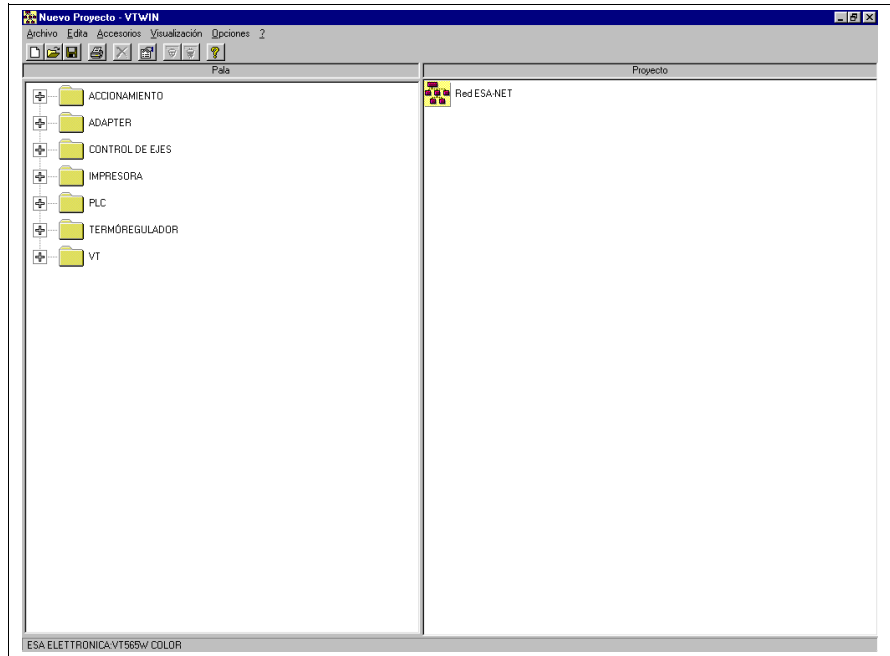 Nuevo Proyecto - VTWIN
Archivo Edita Accesorios Visualización Opciones ?
Pala
Proyecto
ACCIONAMIENTO
ADAPTER
CONTROL DE EJES
IMPRESORA
PLC
TERMÓREGULADOR
VT
Red ESA-NET
ESA ELETTRONICA:VT565W COLOR